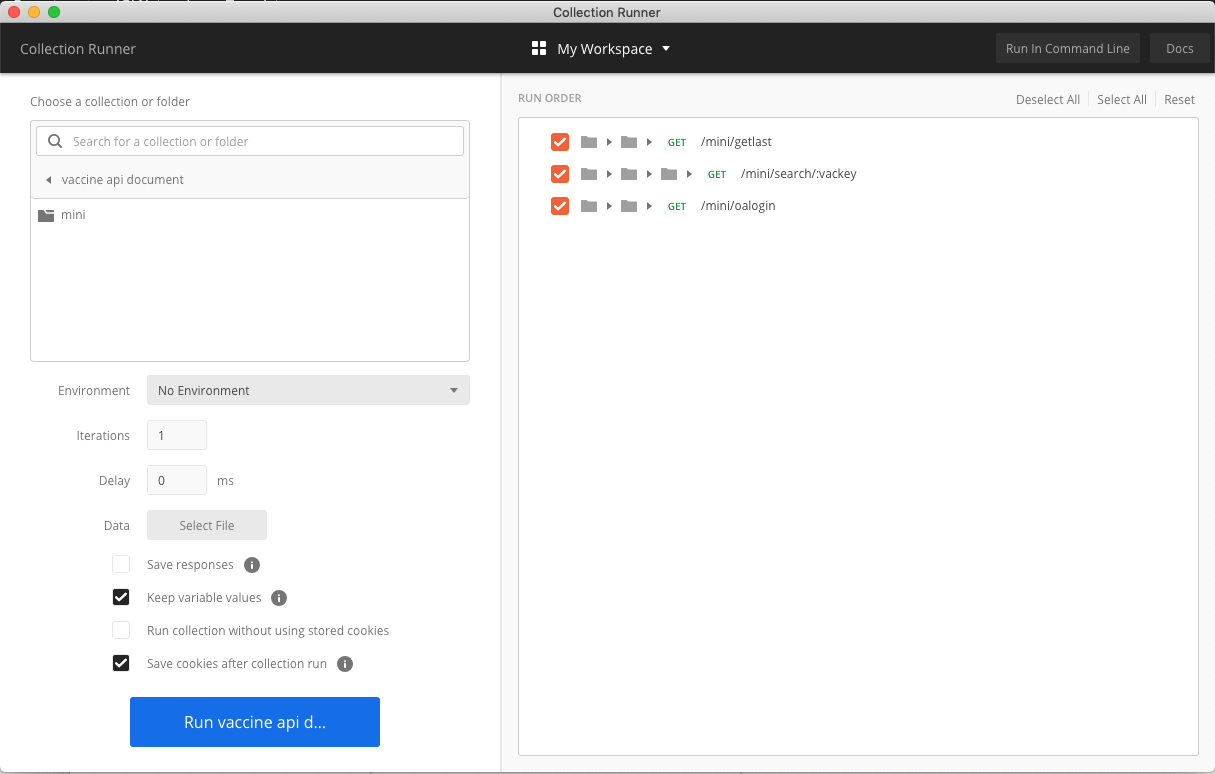 Collection Runner
Collection Runner
My Workspace
Run In Command Line
Docs
Choose a collection or folder
Search for a collection or folder
vaccine api document
mini
Environment No Environment
Iterations 1
Delay 0 ms
Data Select File
Save responses
Keep variable values
Run collection without using stored cookies
Save cookies after collection run
Run vaccine api d...
RUN ORDER
Deselect All Select All Reset
GET /mini/getlast
GET /mini/search/:vackey
GET /mini/oalogin